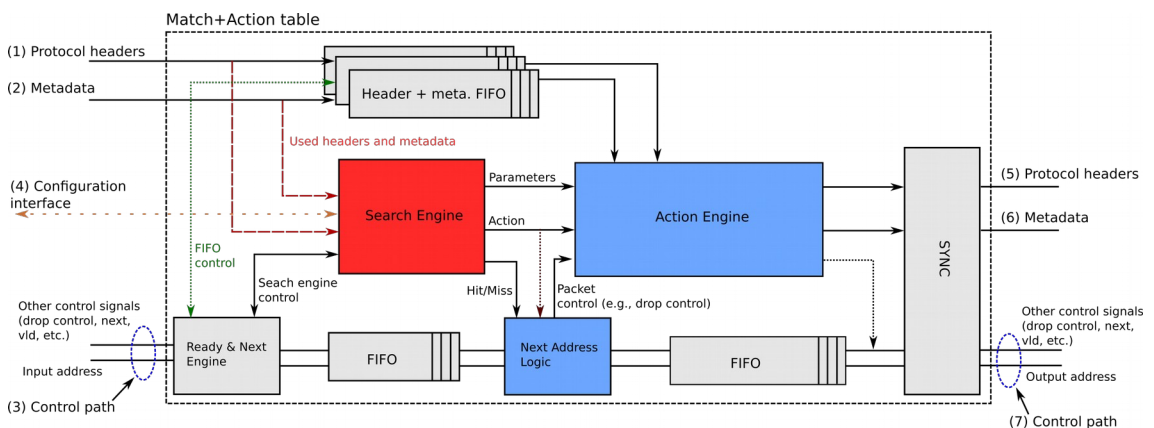 Match+Action table
(1) Protocol headers
(2) Metadata
Header + meta. FIFO
Used headers and metadata
(4) Configuration
interface
Search Engine
Parameters
Action
Action Engine
SYNC
(5) Protocol headers
(6) Metadata
FIFO
control
Seach engine
control
Hit/Miss
Packet
control (e.g., drop control)
Other control signals
(drop control, next,
vld, etc.)
Input address
(3) Control path
Ready & Next
Engine
FIFO
Next Address
Logic
FIFO
Other control signals
(drop control, next,
vld, etc.)
Output address
(7) Control path